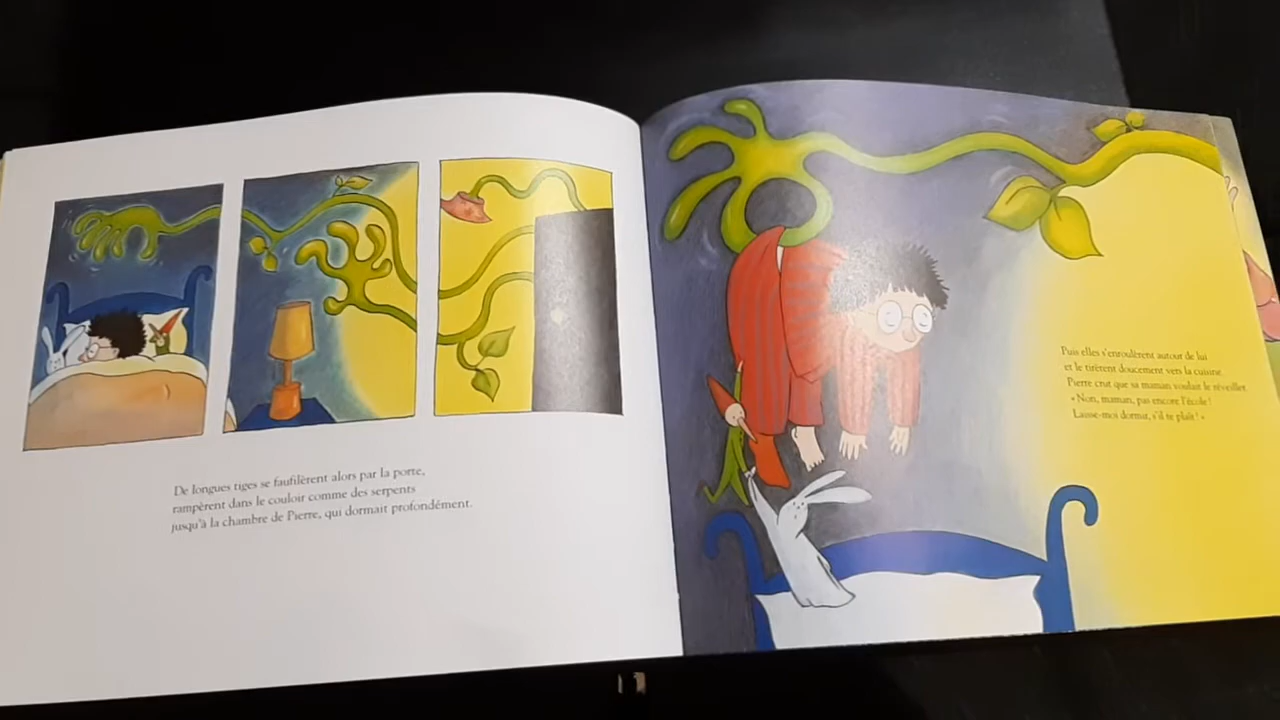 De longues tiges se faufilèrent alors par la porte,
rampèrent dans le couloir comme des serpents
jusqu'à la chambre de Pierre, qui dormait profondément.
Puis elles s'enroulèrent autour de lui
et le tirèrent doucement vers la cuisine.
Pierre crut que sa maman voulait le réveiller.
« Non, maman, pas encore l'école !
Laisse-moi dormir, s'il te plaît ! »